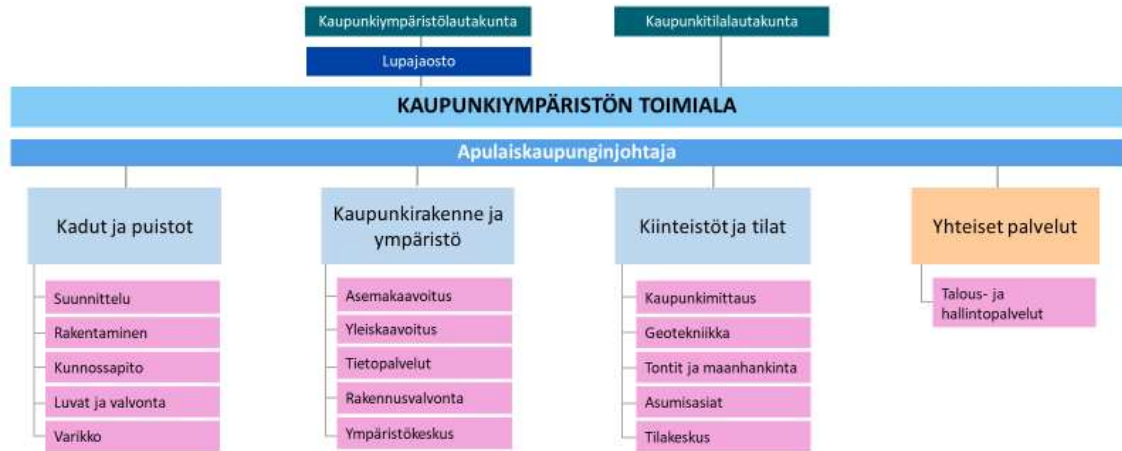 Kaupunkiympäristölautakunta
Kaupunkitilalautakunta
Lupajaosto
KAUPUNKIYMPÄRISTÖN TOIMIALA
Apulaiskaupunginjohtaja
Kadut ja puistot
Suunnittelu
Rakentaminen
Kunnossapito
Luvat ja valvonta
Varikko
Kaupunkirakenne ja
ympäristö
Asemakaavoitus
Yleiskaavoitus
Tietopalvelut
Rakennusvalvonta
Ympäristökeskus
Kiinteistöt ja tilat
Kaupunkimittaus
Geotekniikka
Tontit ja maanhankinta
Asumisasiat
Tilakeskus
Yhteiset palvelut
Talous- ja
hallintopalvelut